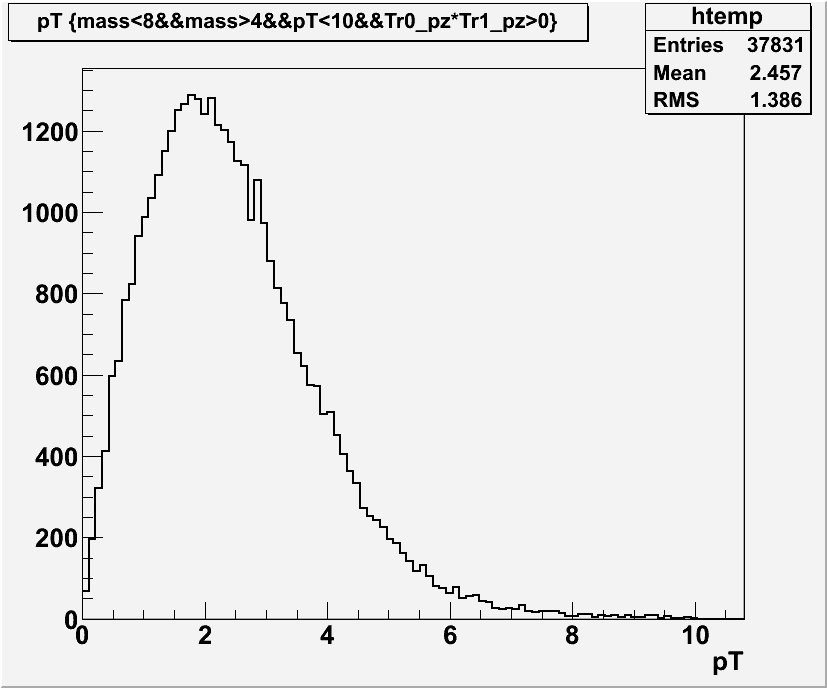 pT {mass<8&&mass>4&&pT<10&&Tr0_pz*Tr1_pz>0}
htemp
Entries 37831
Mean 2.457
RMS 1.386
1200
1000
800
600
400
200
0
0 2 4 6 8 10
pT